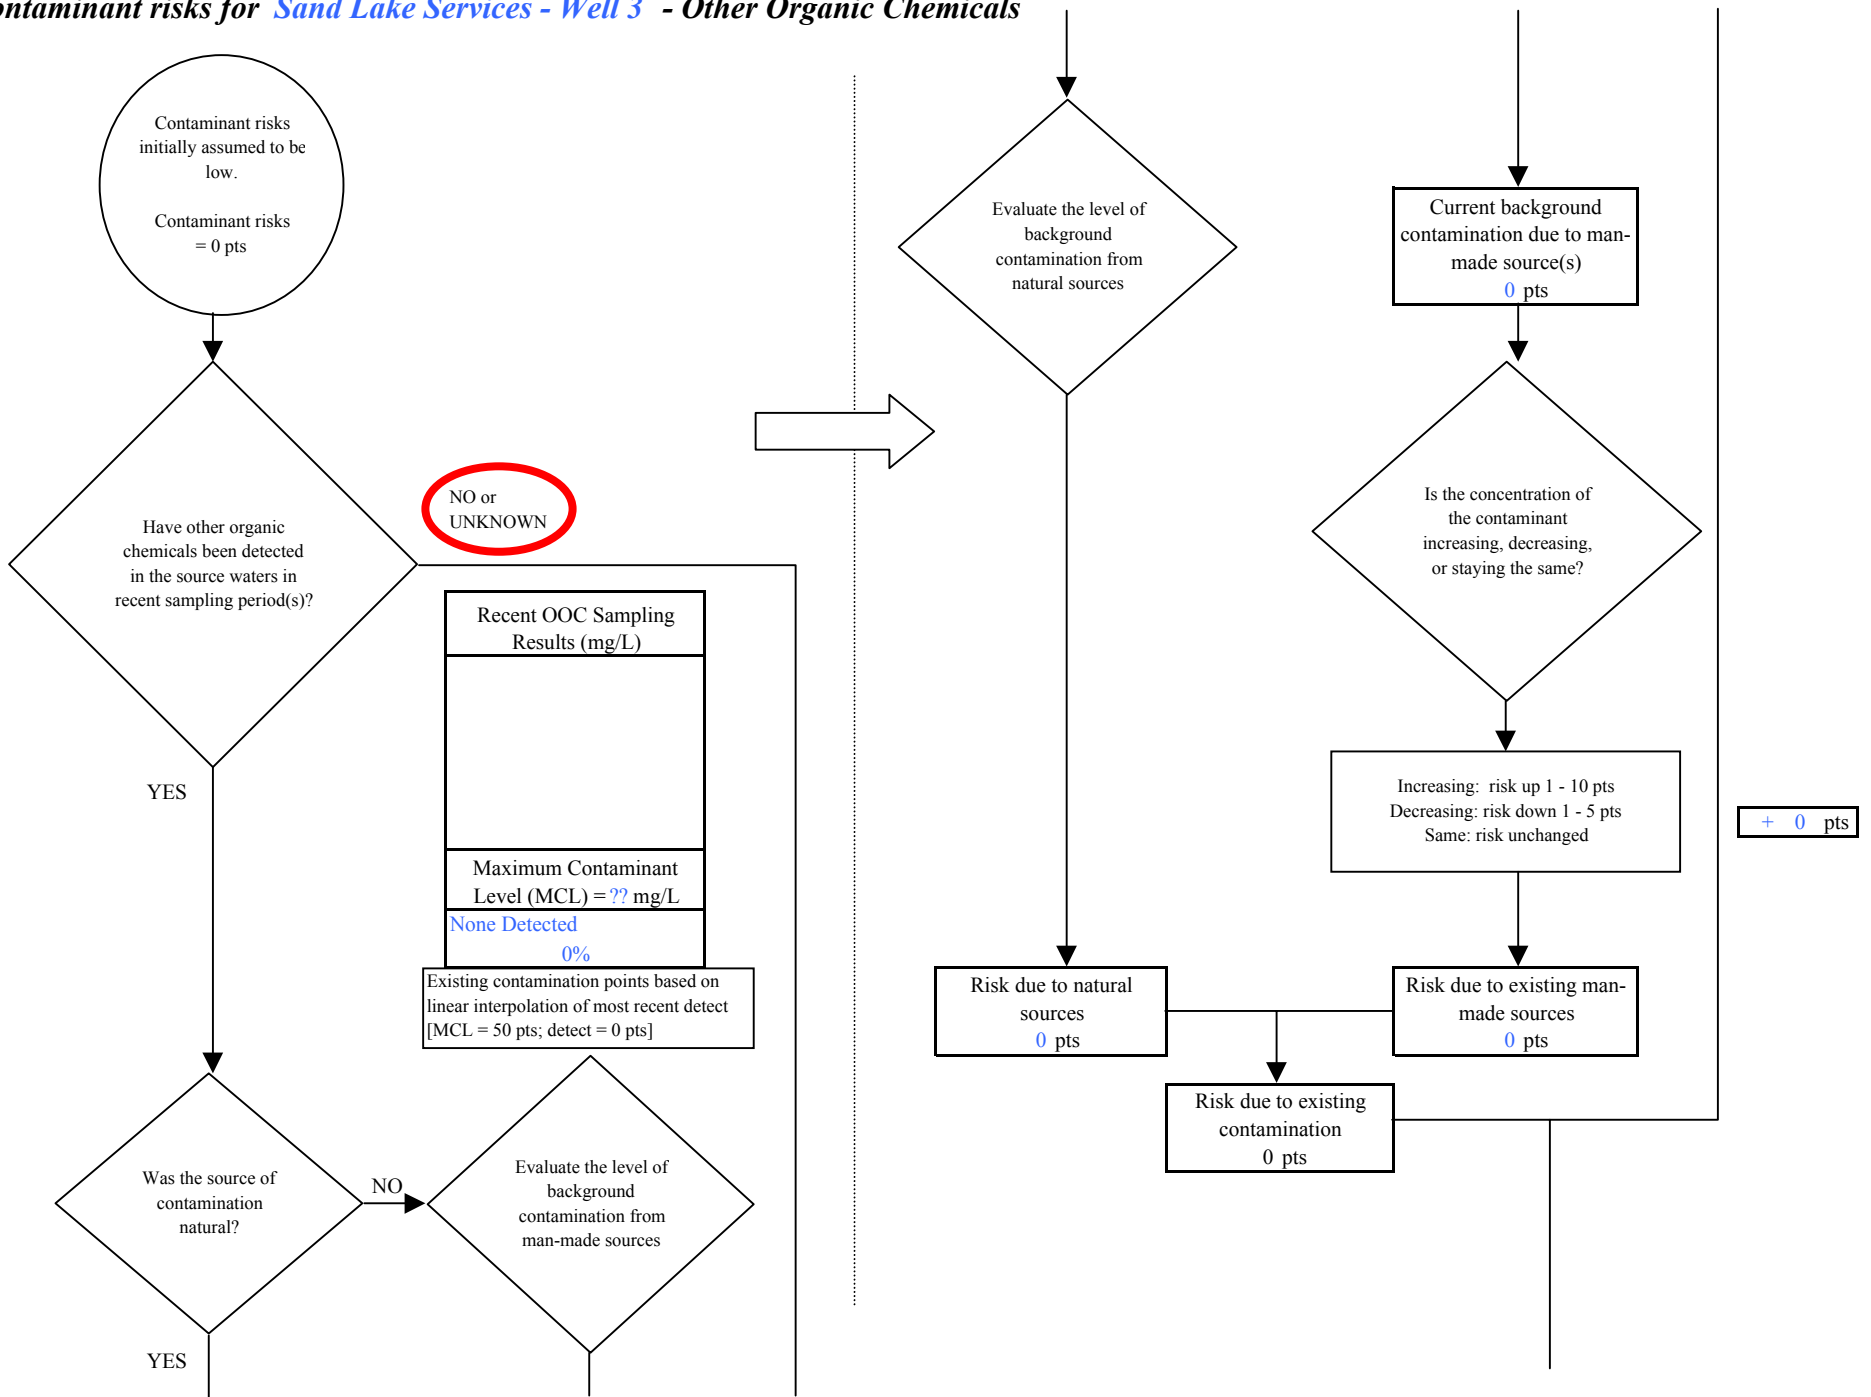 ontaminant risks for Sand Lake Services - Well 3 - Other Organic Chemicals
Contaminant risks
initially assumed to be
low.
Contaminant risks
= 0 pts
Have other organic
chemicals been detected
in the source waters in
recent sampling period(s)?
NO or
UNKNOWN
YES
Recent OOC Sampling
Results (mg/L)
Maximum Contaminant
Level (MCL) = ?? mg/L
None Detected
0%
Existing contamination points based on
linear interpolation of most recent detect
[MCL = 50 pts; detect = 0 pts]
Was the source of
contamination
natural?
NO
YES
Evaluate the level of
background
contamination from
man-made sources
Evaluate the level of
background
contamination from
natural sources
Current background
contamination due to man-
made source(s)
0 pts
Is the concentration of
the contaminant
increasing, decreasing,
or staying the same?
Increasing: risk up 1 - 10 pts
Decreasing: risk down 1 - 5 pts
Same: risk unchanged
+ 0 pts
Risk due to natural
sources
0 pts
Risk due to existing man-
made sources
0 pts
Risk due to existing
contamination
0 pts